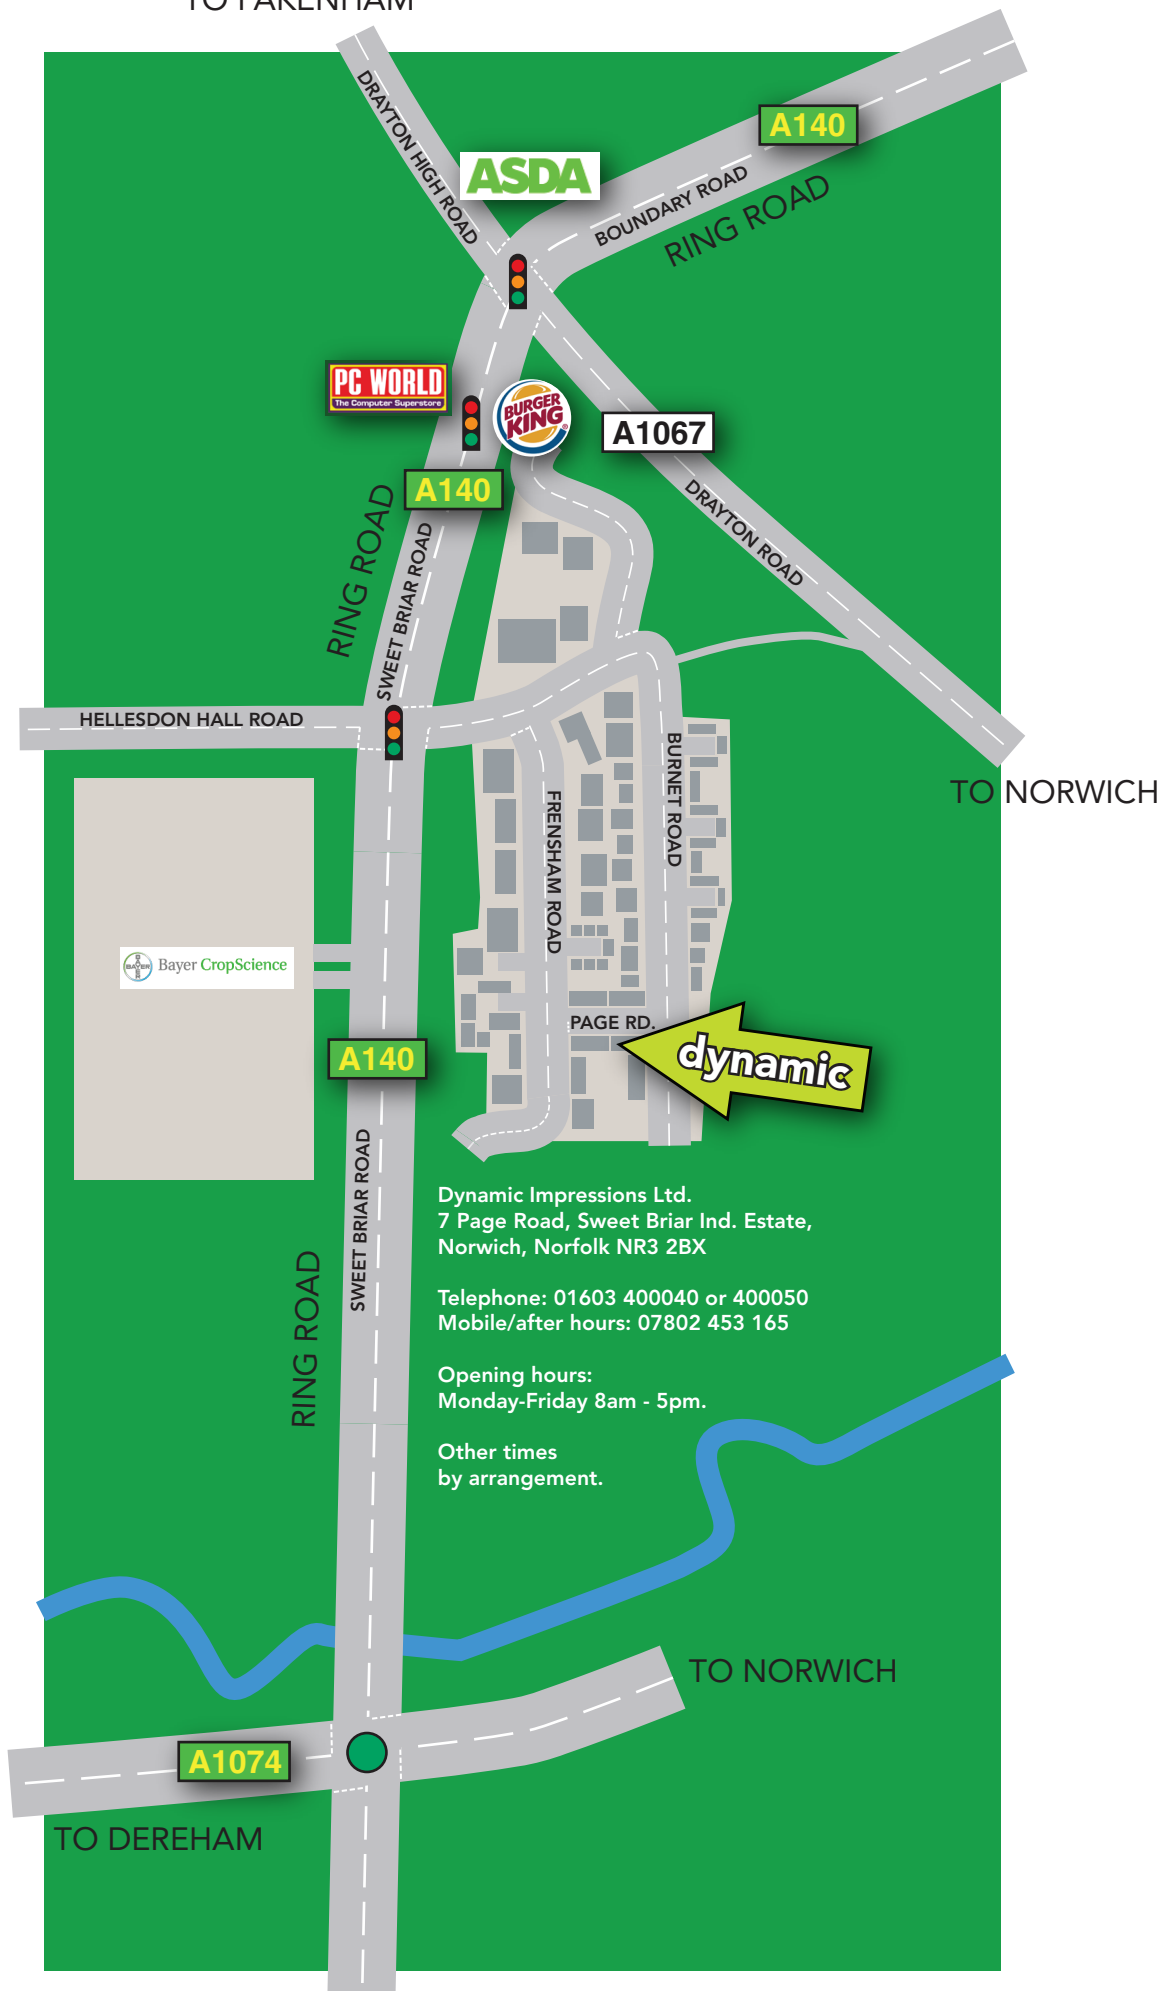 TO FAKENHAM
DRAYTON HIGH ROAD
A140
ASDA
BOUNDARY ROAD
RING ROAD
PC WORLD
The Computer Superstore
BURGER
KING®
A1067
A140
DRAYTON ROAD
RING ROAD
SWEET BRIAR ROAD
HELLESDON HALL ROAD
BURNET ROAD
TO NORWICH
FRENSHAM ROAD
BAYER
BAYER
Bayer CropScience
PAGE RD.
dynamic
A140
SWEET BRIAR ROAD
RING ROAD
Dynamic Impressions Ltd.
7 Page Road, Sweet Briar Ind. Estate,
Norwich, Norfolk NR3 2BX
Telephone: 01603 400040 or 400050
Mobile/after hours: 07802 453 165
Opening hours:
Monday-Friday 8am - 5pm.
Other times
by arrangement.
TO NORWICH
A1074
TO DEREHAM